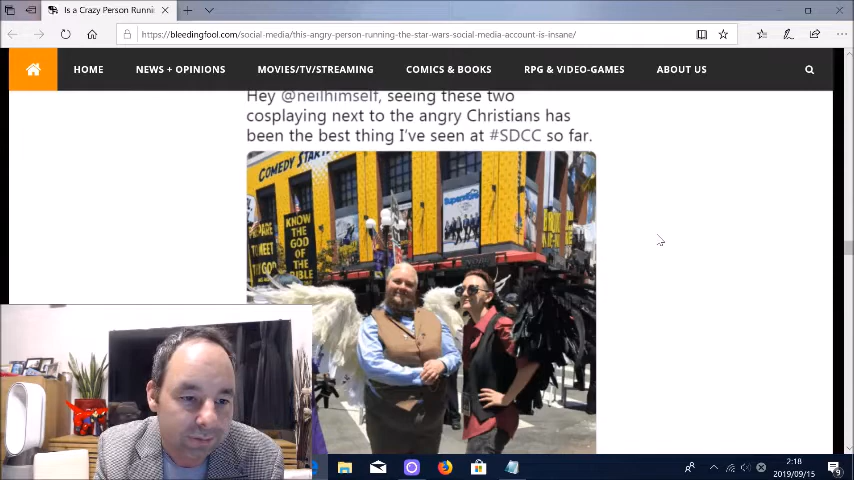 Is a Crazy Person Runni
https://bleedingfool.com/social-media/this-angry-person-running-the-star-wars-social-media-account-is-insane/
HOME NEWS + OPINIONS MOVIES/TV/STREAMING COMICS & BOOKS RPG & VIDEO-GAMES ABOUT US
Hey @neilhimself, seeing these two
cosplaying next to the angry Christians has
been the best thing I've seen at #SDCC so far.
COMEDY
Superstore
PREPARE
TO MEET
GOD
KNOW
THE GOD
OF THE
BIBLE
2:18
2019/09/15